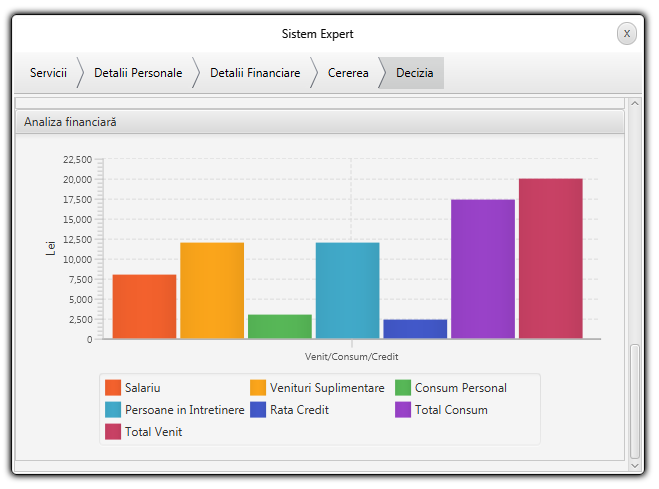 Sistem Expert
x
Servicii
Detalii Personale
Detalii Financiare
Cererea
Decizia
Analiza financiară
22,500
20,000
17,500
15,000
12,500
10,000
7,500
5,000
2,500
0
Lei
Venit/Consum/Credit
Salariu
Venituri Suplimentare
Consum Personal
Persoane in Intretinere
Rata Credit
Total Consum
Total Venit